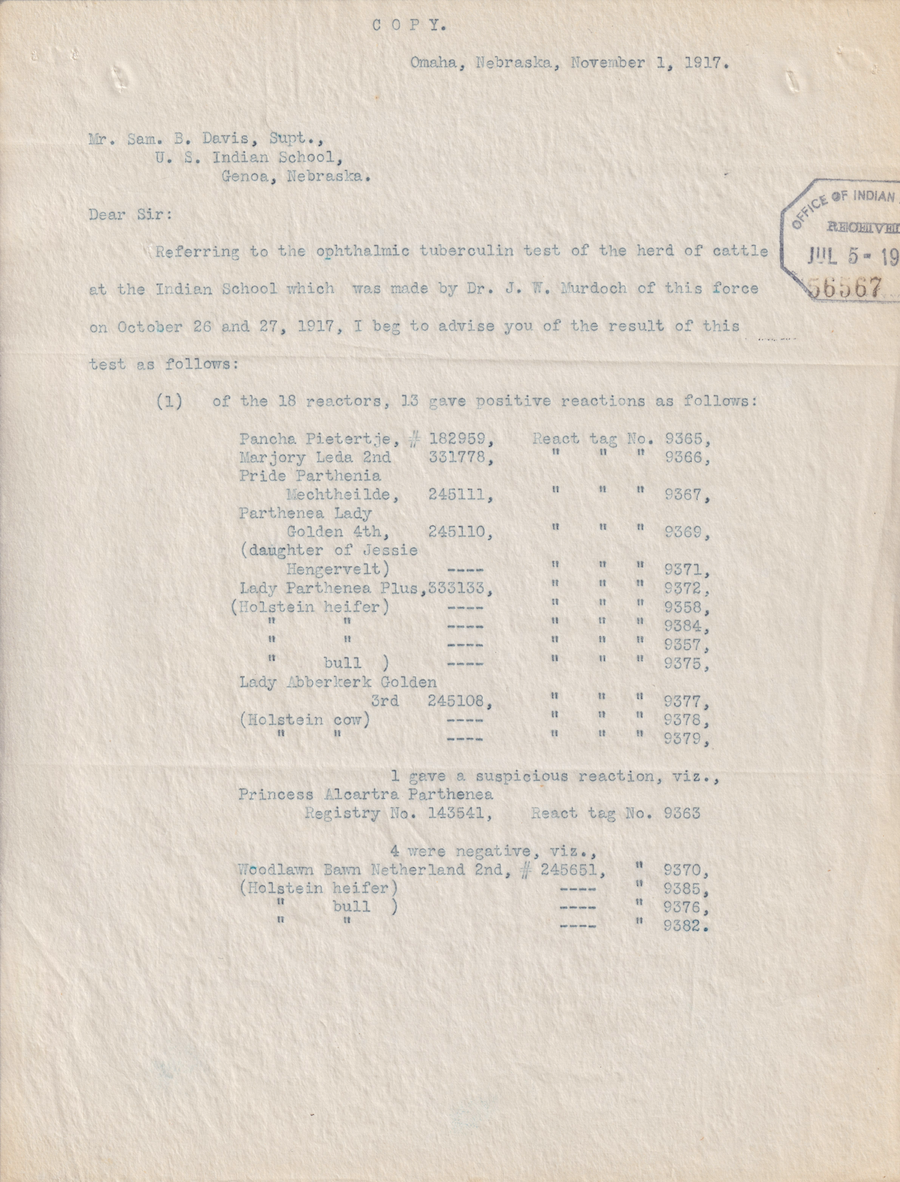 C O P Y.
Omaha, Nebraska, November 1, 1917.
Mr. Sam. B. Davis, Supt.,
U. S. Indian School,
Genoa, Nebraska.
Dear Sir:
OFFICE OF INDIAN
RECEIVED
JUL 5 - 19
56567
Referring to the ophthalmic tuberculin test of the herd of cattle
at the Indian School which was made by Dr. J. W. Murdoch of this force
on October 26 and 27, 1917, I beg to advise you of the result of this
test as follows:
(1) of the 18 reactors, 13 gave positive reactions as follows:
Pancha Pietertje, # 182959, React tag No. 9365,
Marjory Leda 2nd 331778, " " " 9366,
Pride Parthenia
Mechtheilde, 245111, " " " 9367,
Parthenea Lady
Golden 4th, 245110, " " " 9369,
(daughter of Jessie
Hengervelt) ---- " " " 9371,
Lady Parthenea Plus,333133, " " " 9372,
(Holstein heifer) ---- " " " 9358,
" " ---- " " " 9384,
" " ---- " " " 9357,
" bull ) ---- " " " 9375,
Lady Abberkerk Golden
3rd 245108, " " " 9377,
(Holstein cow) ---- " " " 9378,
" " ---- " " " 9379,
1 gave a suspicious reaction, viz.,
Princess Alcartra Parthenea
Registry No. 143541, React tag No. 9363
4 were negative, viz.,
Woodlawn Bawn Netherland 2nd, # 245651, " 9370,
(Holstein heifer) ---- " 9385,
" bull ) ---- " 9376,
" " ---- " 9382.